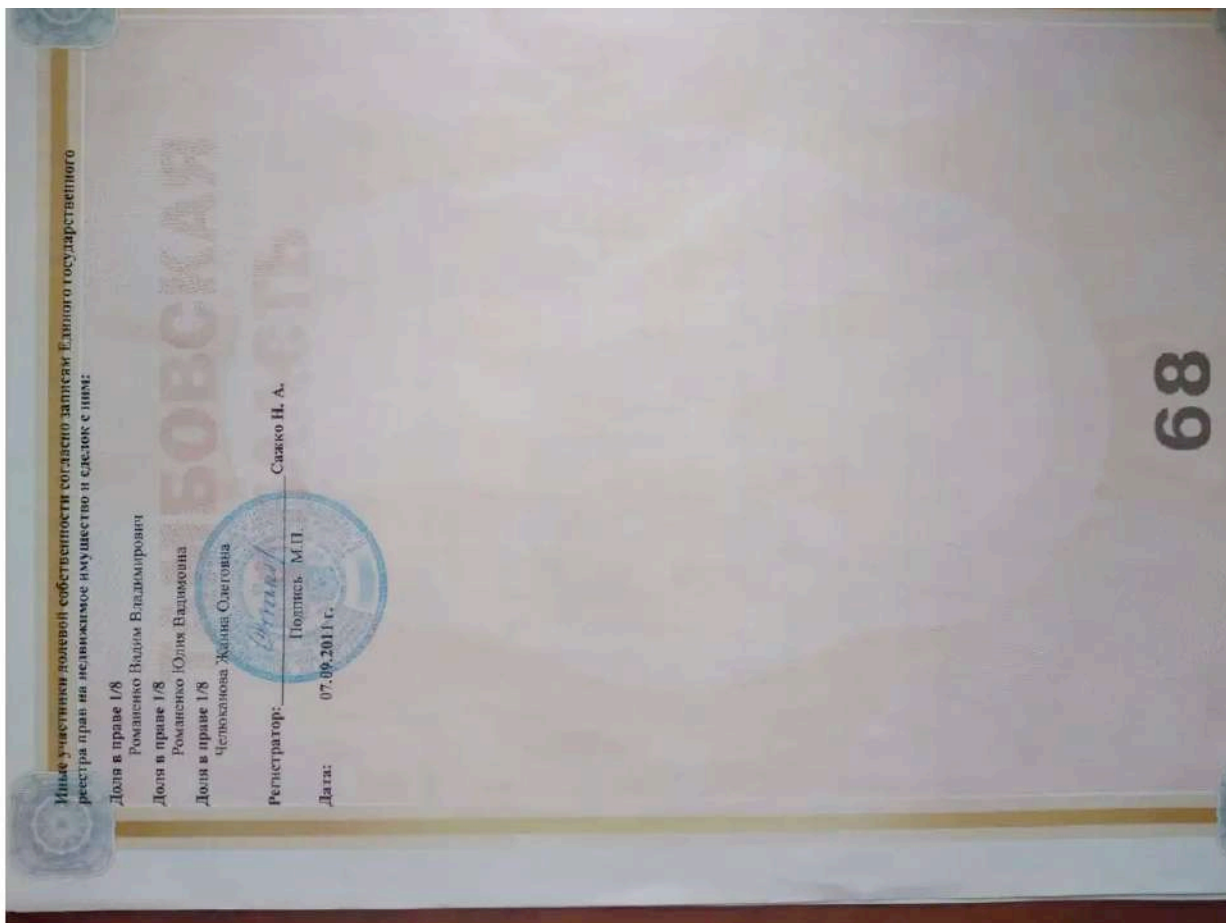 Иные участники долевой собственности согласно записям Единого государственного
реестра прав на недвижимое имущество и сделок с ним:
Доля в праве 1/8
Романенко Вадим Владимирович
Доля в праве 1/8
Романенко Юлия Вадимовна
Доля в праве 1/8
Челюканова Жанна Олеговна
Регистратор: Сажко Н. А.
Подпись М.П.
Дата: 07.09.2011 г.
68